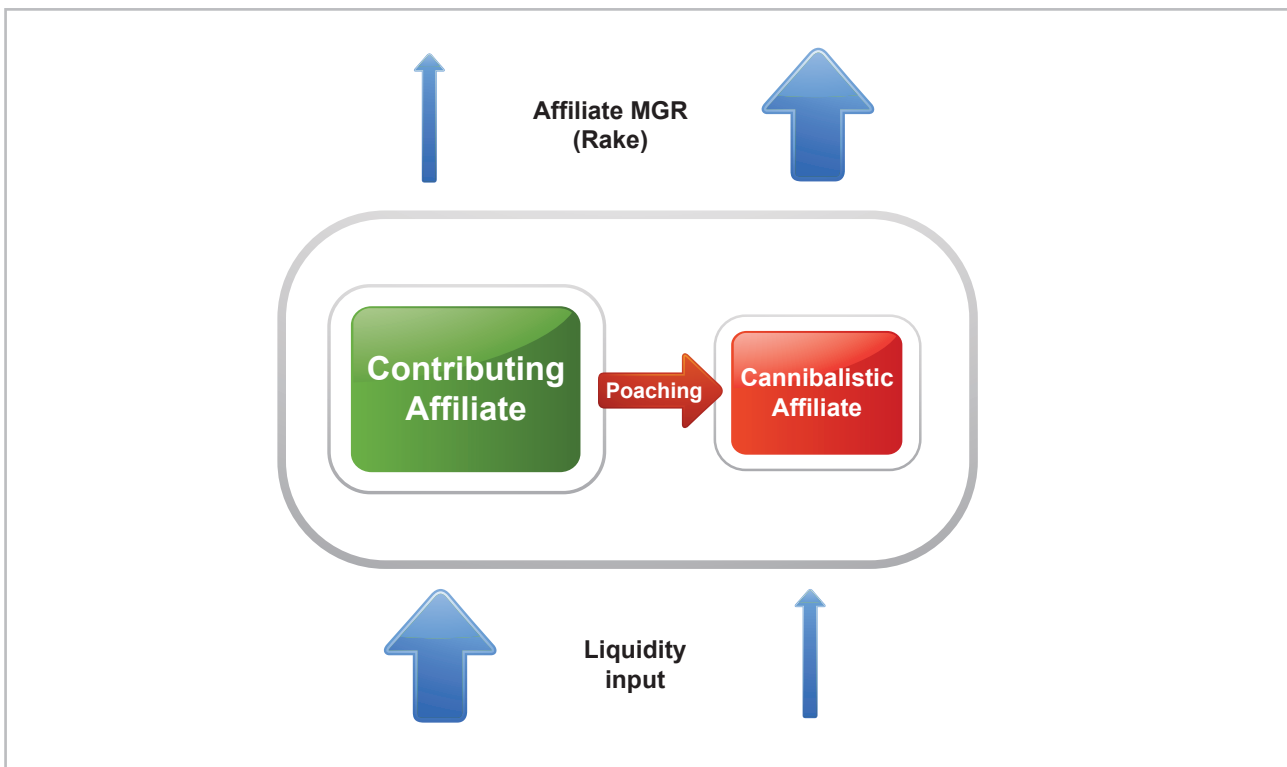 Affiliate MGR
(Rake)
Contributing
Affiliate
Poaching
Cannibalistic
Affiliate
Liquidity
input